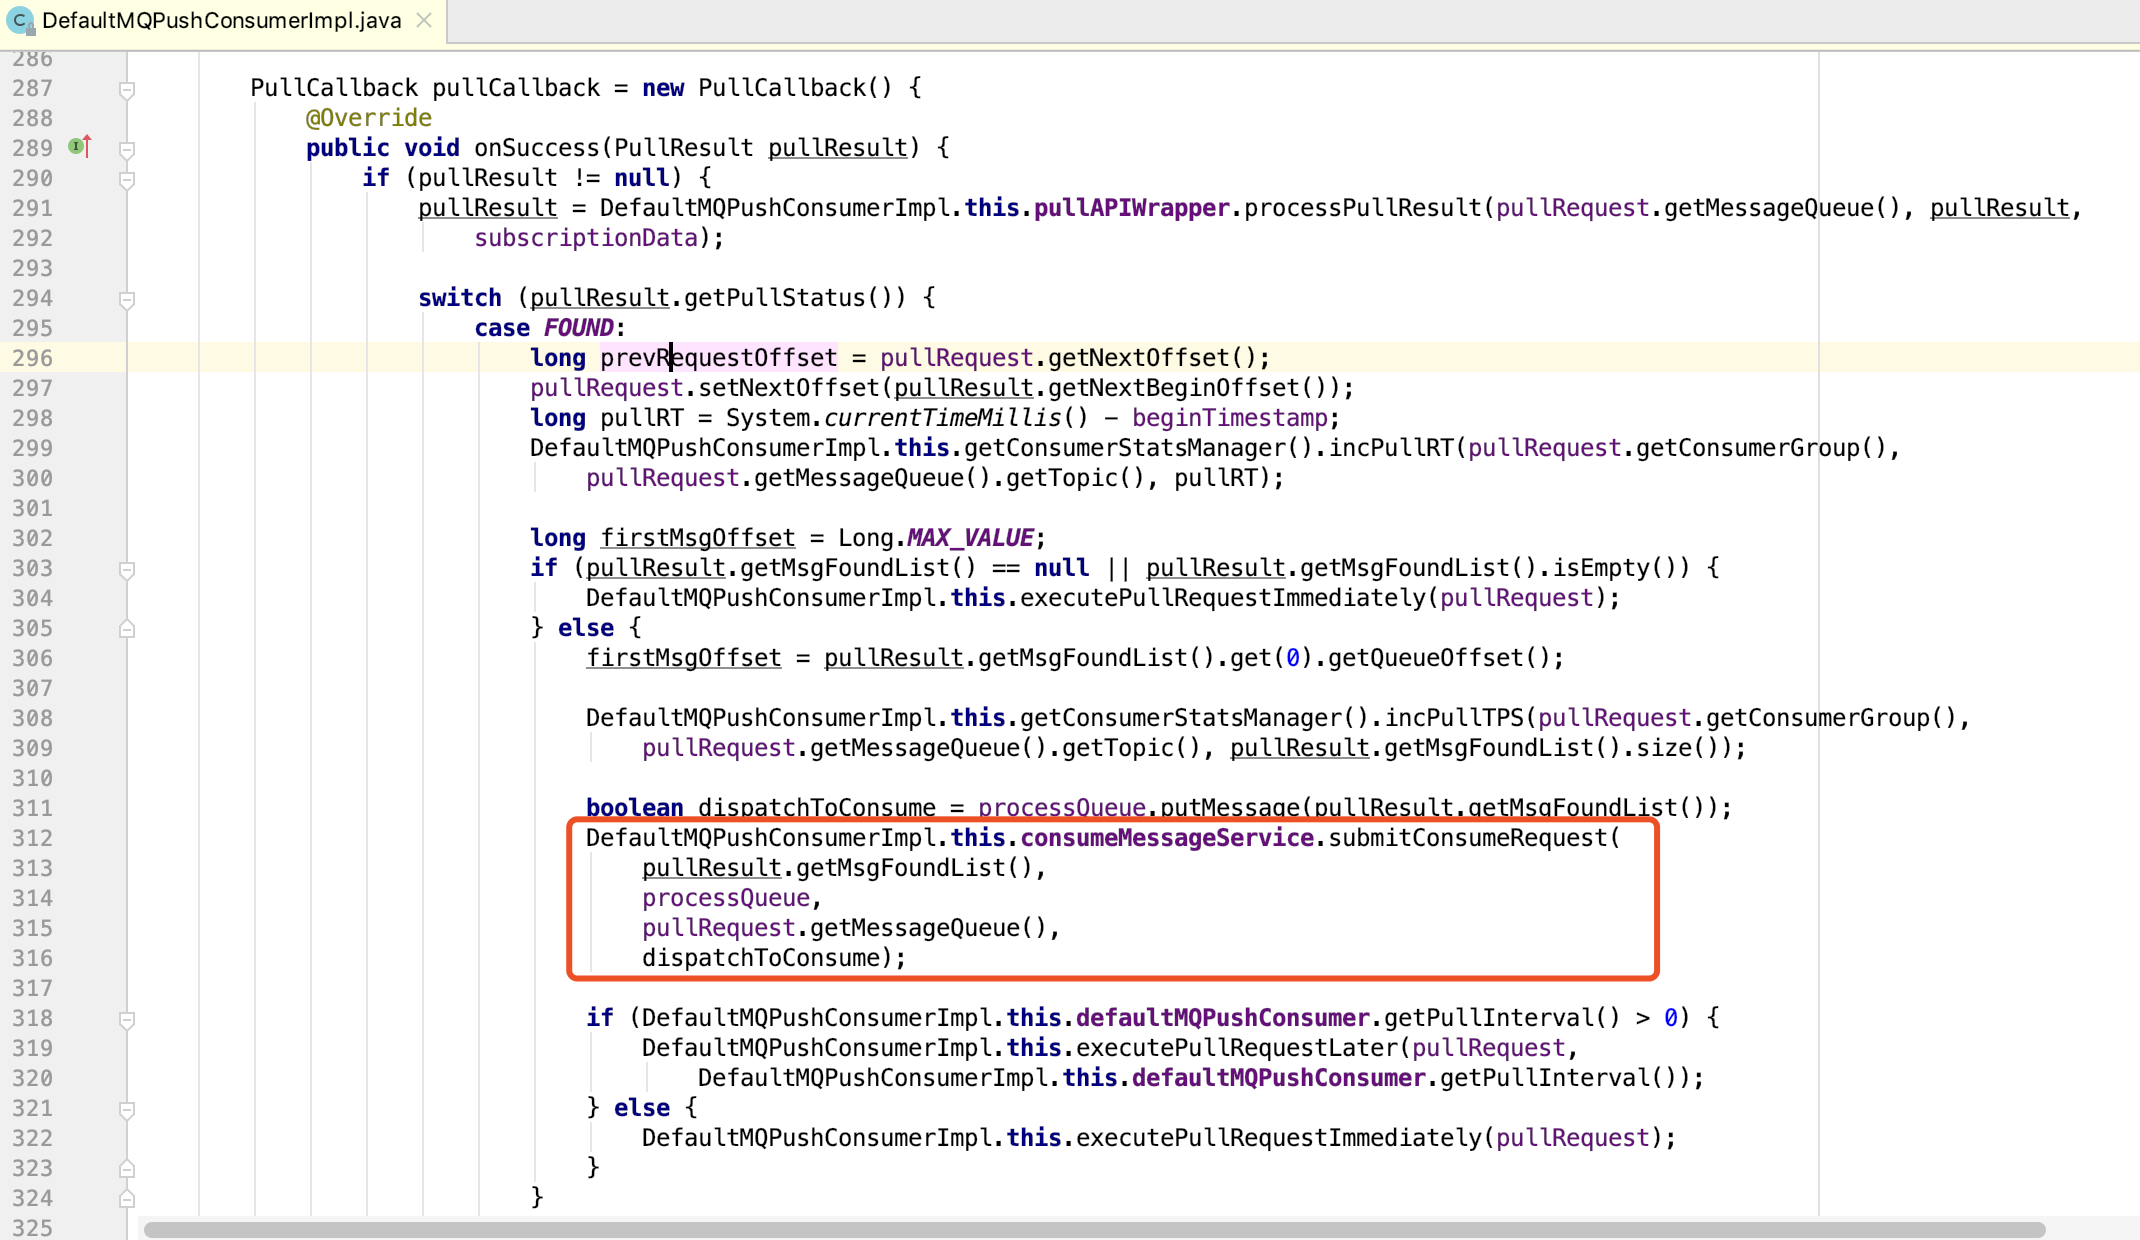 DefaultMQPushConsumerImpl.java
286
287 PullCallback pullCallback = new PullCallback() {
288 @Override
289 public void onSuccess(PullResult pullResult) {
290 if (pullResult != null) {
291 pullResult = DefaultMQPushConsumerImpl.this.pullAPIWrapper.processPullResult(pullRequest.getMessageQueue(), pullResult,
292 subscriptionData);
293
294 switch (pullResult.getPullStatus()) {
295 case FOUND:
296 long prevRequestOffset = pullRequest.getNextOffset();
297 pullRequest.setNextOffset(pullResult.getNextBeginOffset());
298 long pullRT = System.currentTimeMillis() - beginTimestamp;
299 DefaultMQPushConsumerImpl.this.getConsumerStatsManager().incPullRT(pullRequest.getConsumerGroup(),
300 pullRequest.getMessageQueue().getTopic(), pullRT);
301
302 long firstMsgOffset = Long.MAX_VALUE;
303 if (pullResult.getMsgFoundList() == null || pullResult.getMsgFoundList().isEmpty()) {
304 DefaultMQPushConsumerImpl.this.executePullRequestImmediately(pullRequest);
305 } else {
306 firstMsgOffset = pullResult.getMsgFoundList().get(0).getQueueOffset();
307
308 DefaultMQPushConsumerImpl.this.getConsumerStatsManager().incPullTPS(pullRequest.getConsumerGroup(),
309 pullRequest.getMessageQueue().getTopic(), pullResult.getMsgFoundList().size());
310
311 boolean dispatchToConsume = processQueue.putMessage(pullResult.getMsgFoundList());
312 DefaultMQPushConsumerImpl.this.consumeMessageService.submitConsumeRequest(
313 pullResult.getMsgFoundList(),
314 processQueue,
315 pullRequest.getMessageQueue(),
316 dispatchToConsume);
317
318 if (DefaultMQPushConsumerImpl.this.defaultMQPushConsumer.getPullInterval() > 0) {
319 DefaultMQPushConsumerImpl.this.executePullRequestLater(pullRequest,
320 DefaultMQPushConsumerImpl.this.defaultMQPushConsumer.getPullInterval());
321 } else {
322 DefaultMQPushConsumerImpl.this.executePullRequestImmediately(pullRequest);
323 }
324 }
325